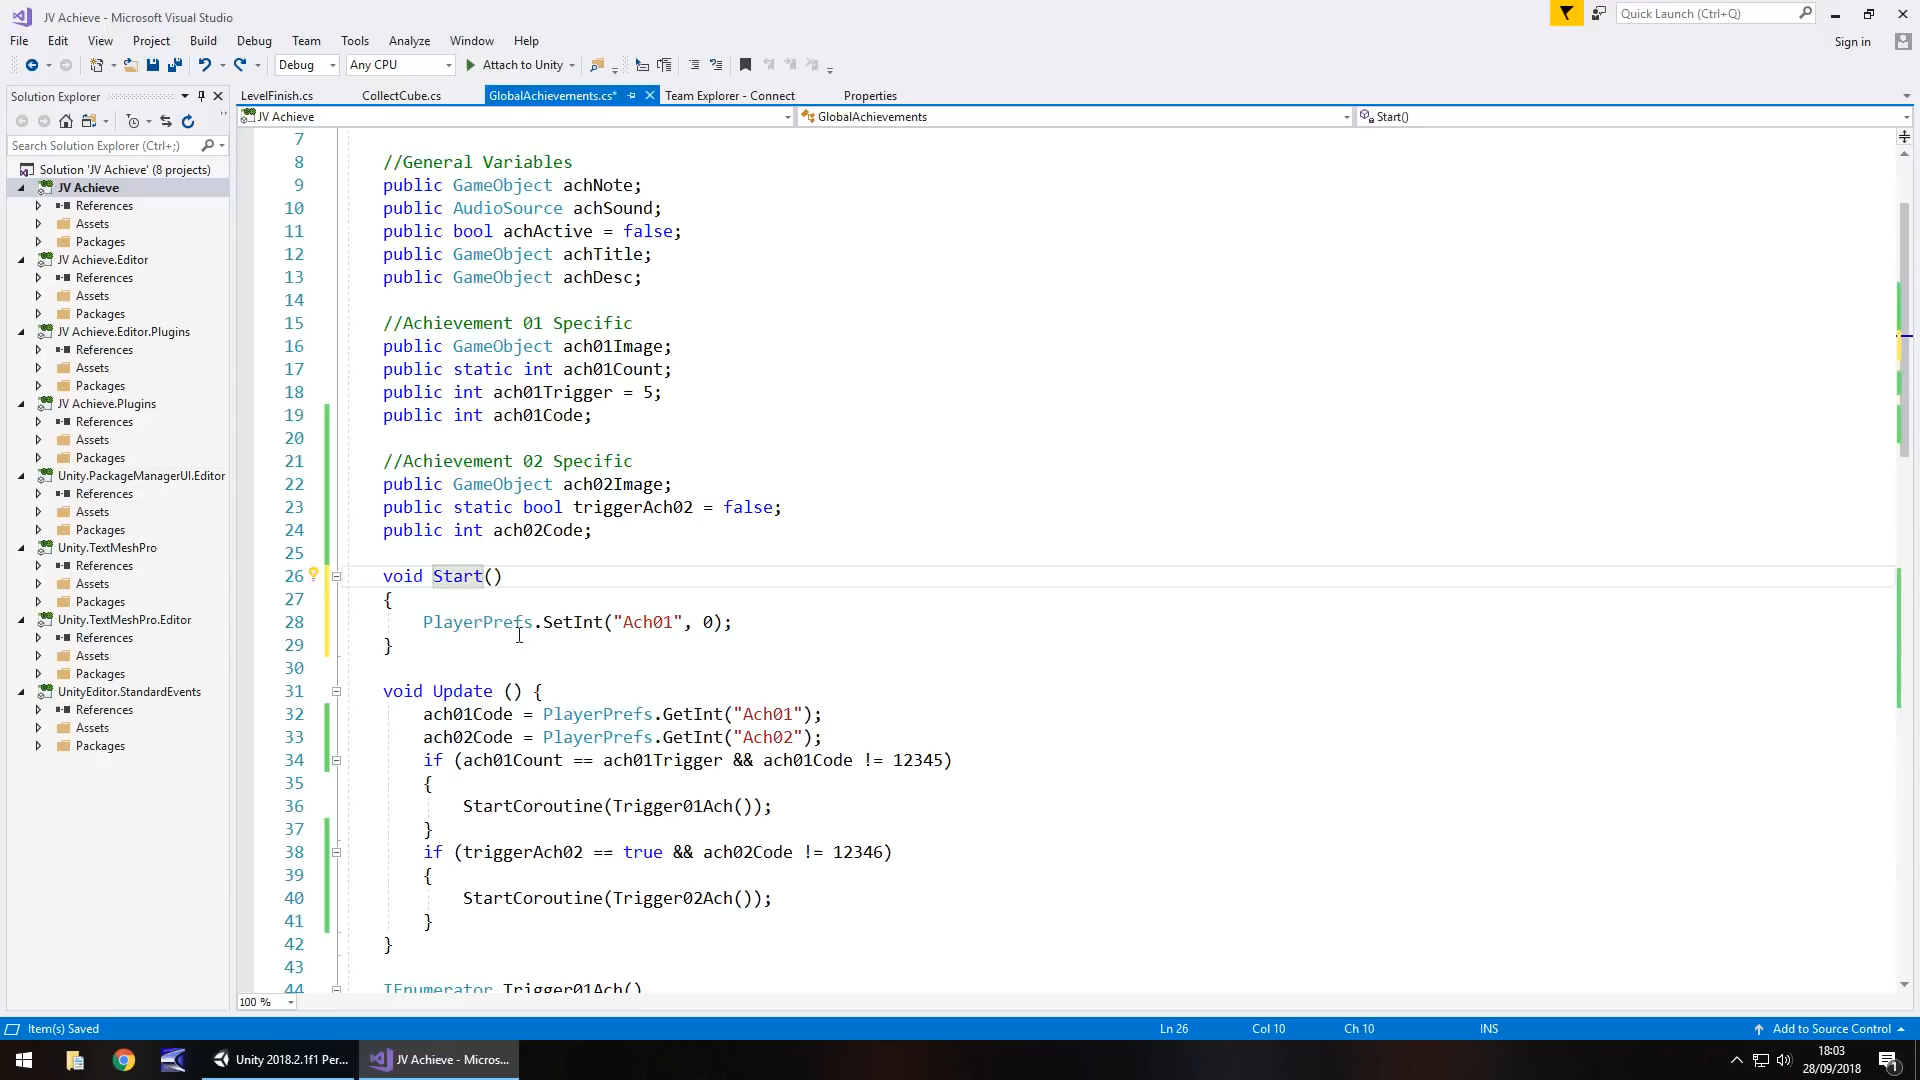 JV Achieve - Microsoft Visual Studio
Quick Launch (Ctrl+Q)
File Edit View Project Build Debug Team Tools Analyze Window Help
Sign in
Debug Any CPU Attach to Unity
Solution Explorer
LevelFinish.cs CollectCube.cs GlobalAchievements.cs* Team Explorer - Connect Properties
JV Achieve GlobalAchievements Start()
Search Solution Explorer (Ctrl+;)
Solution 'JV Achieve' (8 projects)
JV Achieve
References
Assets
Packages
JV Achieve.Editor
References
Assets
Packages
JV Achieve.Editor.Plugins
References
Assets
Packages
JV Achieve.Plugins
References
Assets
Packages
Unity.PackageManagerUI.Editor
References
Assets
Packages
Unity.TextMeshPro
References
Assets
Packages
Unity.TextMeshPro.Editor
References
Assets
Packages
UnityEditor.StandardEvents
References
Assets
Packages
7
8 //General Variables
9 public GameObject achNote;
10 public AudioSource achSound;
11 public bool achActive = false;
12 public GameObject achTitle;
13 public GameObject achDesc;
14
15 //Achievement 01 Specific
16 public GameObject ach01Image;
17 public static int ach01Count;
18 public int ach01Trigger = 5;
19 public int ach01Code;
20
21 //Achievement 02 Specific
22 public GameObject ach02Image;
23 public static bool triggerAch02 = false;
24 public int ach02Code;
25
26 void Start()
27 {
28 PlayerPrefs.SetInt("Ach01", 0);
29 }
30
31 void Update () {
32 ach01Code = PlayerPrefs.GetInt("Ach01");
33 ach02Code = PlayerPrefs.GetInt("Ach02");
34 if (ach01Count == ach01Trigger && ach01Code != 12345)
35 {
36 StartCoroutine(Trigger01Ach());
37 }
38 if (triggerAch02 == true && ach02Code != 12346)
39 {
40 StartCoroutine(Trigger02Ach());
41 }
42 }
43
44 IEnumerator Trigger01Ach()
100 %
Item(s) Saved Ln 26 Col 10 Ch 10 INS Add to Source Control
Unity 2018.2.1f1 Per... JV Achieve - Micros...
18:03
28/09/2018
1